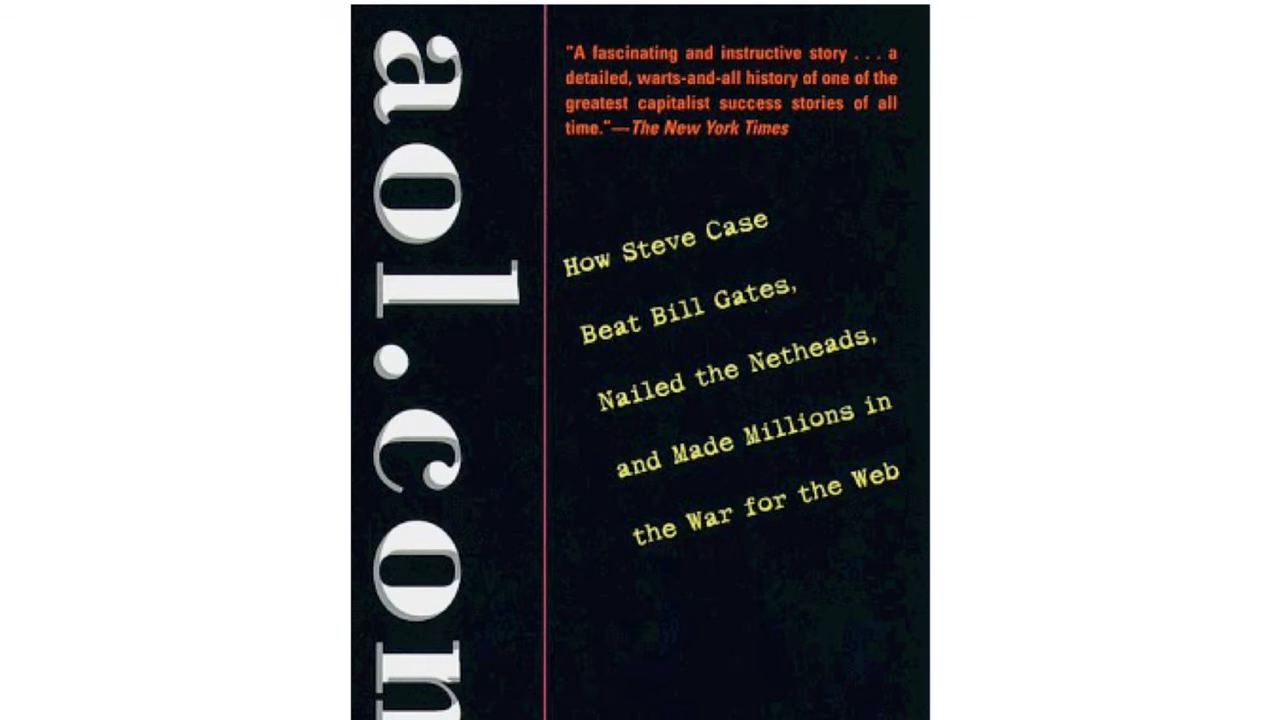 aol.con
"A fascinating and instructive story . . . a
detailed, warts-and-all history of one of the
greatest capitalist success stories of all
time."—The New York Times
How Steve Case
Beat Bill Gates,
Nailed the Netheads,
and Made Millions in
the War for the Web